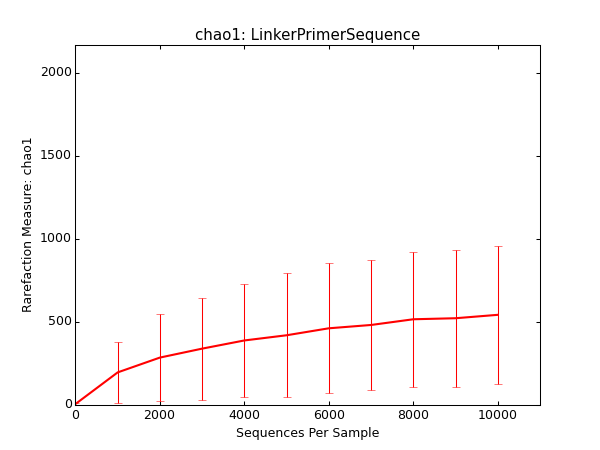 chao1: LinkerPrimerSequence
2000
1500
1000
500
0
Rarefaction Measure: chao1
0 2000 4000 6000 8000 10000
Sequences Per Sample